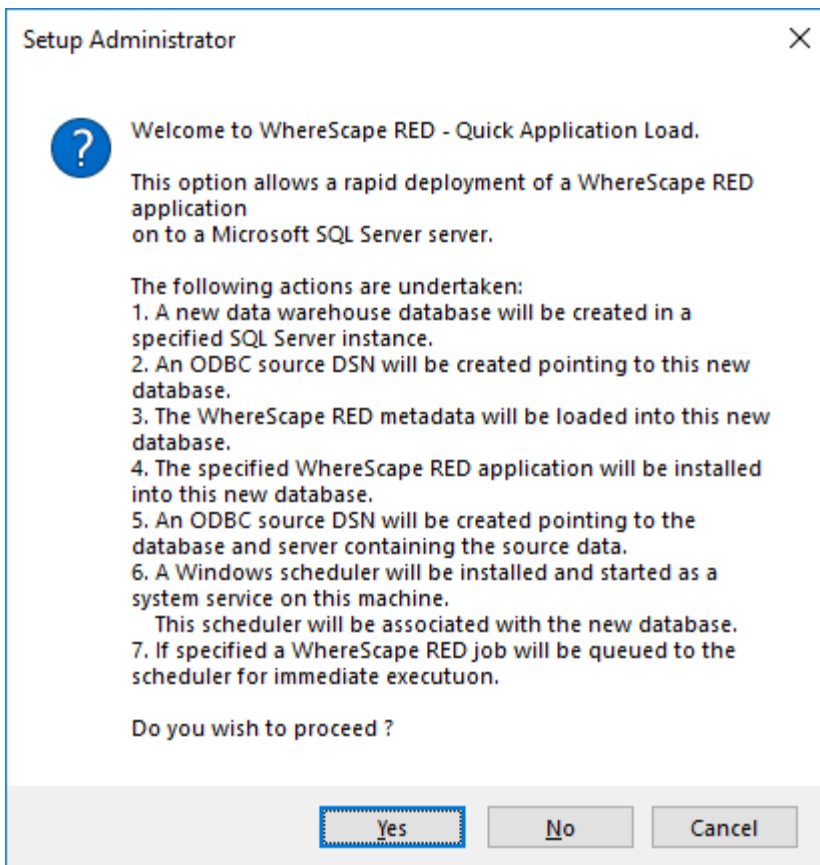 Setup Administrator
Welcome to WhereScape RED - Quick Application Load.
This option allows a rapid deployment of a WhereScape RED
application
on to a Microsoft SQL Server server.
The following actions are undertaken:
1. A new data warehouse database will be created in a
specified SQL Server instance.
2. An ODBC source DSN will be created pointing to this new
database.
3. The WhereScape RED metadata will be loaded into this new
database.
4. The specified WhereScape RED application will be installed
into this new database.
5. An ODBC source DSN will be created pointing to the
database and server containing the source data.
6. A Windows scheduler will be installed and started as a
system service on this machine.
This scheduler will be associated with the new database.
7. If specified a WhereScape RED job will be queued to the
scheduler for immediate executuon.
Do you wish to proceed ?
Yes No Cancel